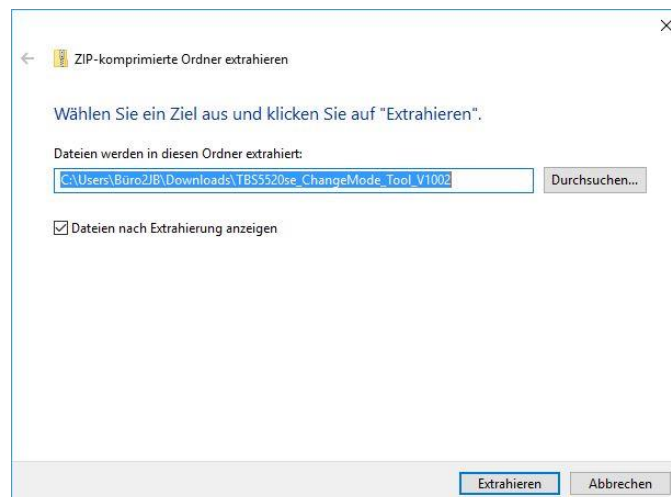 ZIP-komprimierte Ordner extrahieren
Wählen Sie ein Ziel aus und klicken Sie auf "Extrahieren".
Dateien werden in diesen Ordner extrahiert:
C:\Users\Büro2JB\Downloads\TBS5520se_ChangeMode_Tool_V1002
Durchsuchen...
Dateien nach Extrahierung anzeigen
Extrahieren
Abbrechen